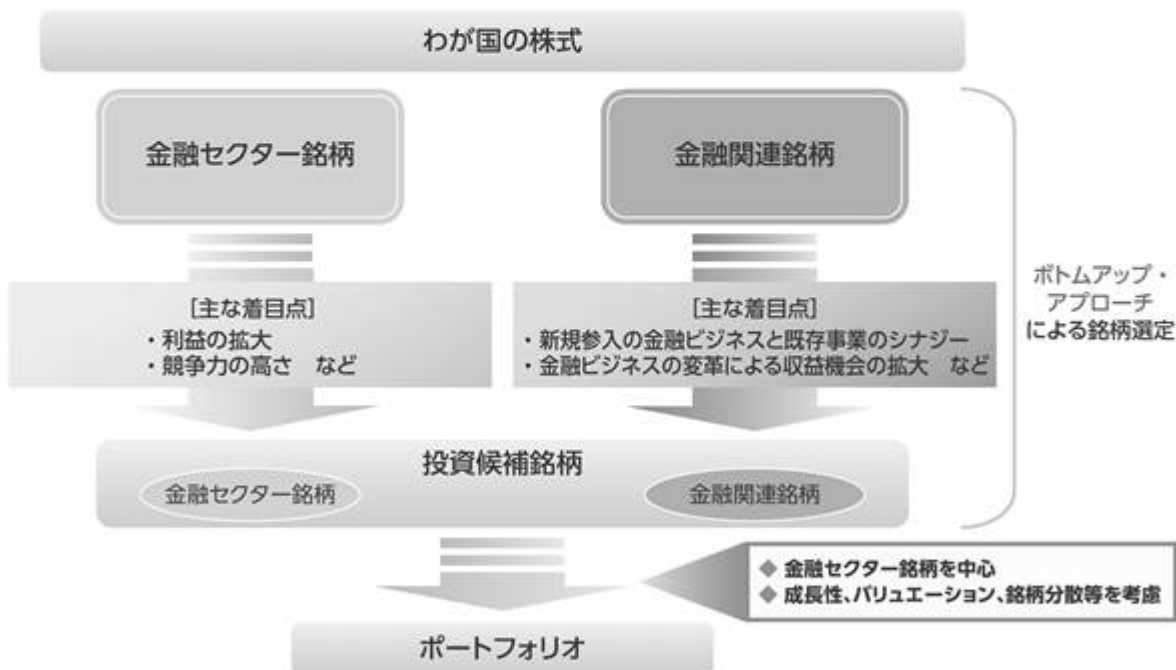 わが国の株式
金融セクター銘柄
金融関連銘柄
[主な着目点]
・利益の拡大
・競争力の高さ　など
[主な着目点]
・新規参入の金融ビジネスと既存事業のシナジー
・金融ビジネスの変革による収益機会の拡大　など
ボトムアップ・
アプローチ
による銘柄選定
投資候補銘柄
金融セクター銘柄
金融関連銘柄
◆ 金融セクター銘柄を中心
◆ 成長性、バリュエーション、銘柄分散等を考慮
ポートフォリオ